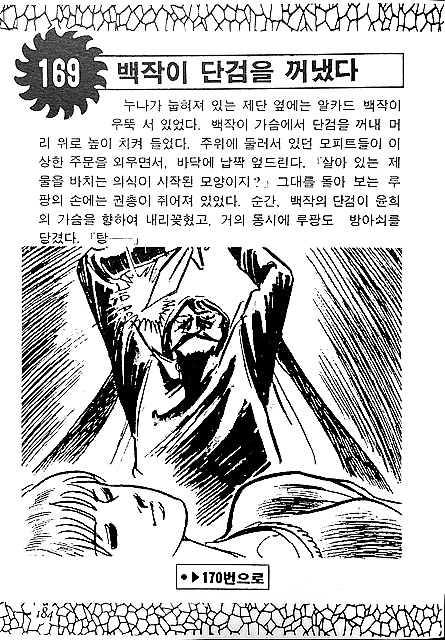 169 백작이 단검을 꺼냈다
누나가 눕혀져 있는 제단 옆에는 알카드 백작이
우뚝 서 있었다. 백작이 가슴에서 단검을 꺼내 머
리 위로 높이 치켜 들었다. 주위에 둘러서 있던 모피트들이 이
상한 주문을 외우면서, 바닥에 납짝 엎드린다. 『살아 있는 제
물을 바치는 의식이 시작된 모양이지?』 그대를 돌아 보는 루
팡의 손에는 권총이 쥐어져 있었다. 순간, 백작의 단검이 윤희
의 가슴을 향하여 내리꽂혔고, 거의 동시에 루팡도 방아쇠를
당겼다. 『탕──』
•▶170번으로
184